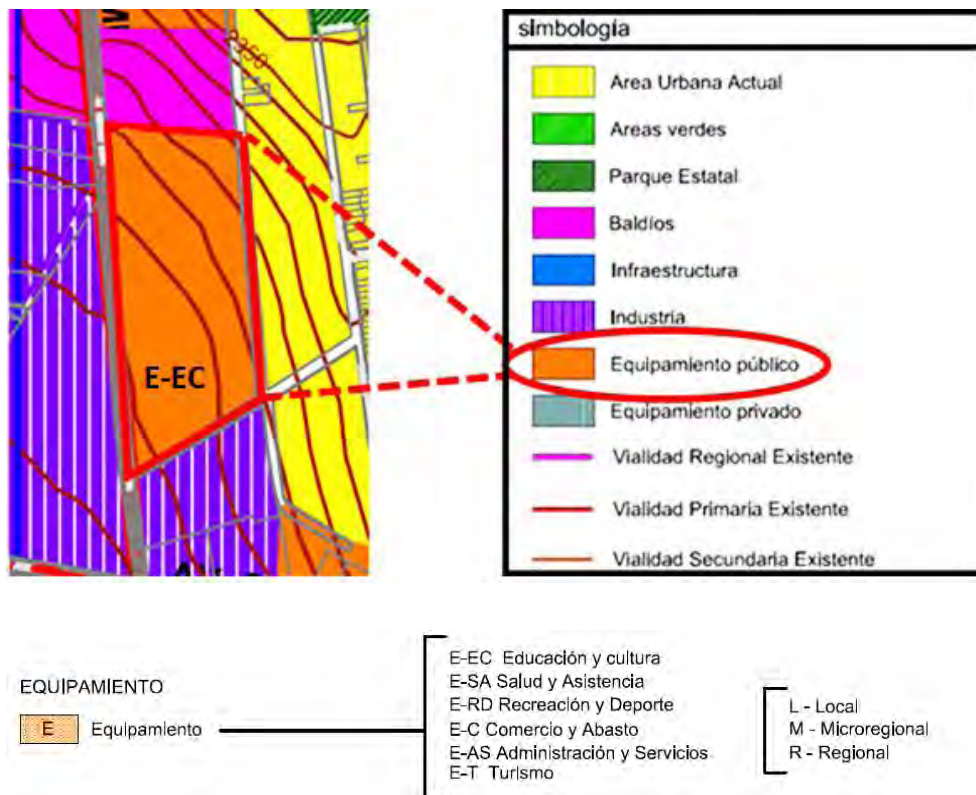 2350
E-EC
simbología
Area Urbana Actual
Areas verdes
Parque Estatal
Baldíos
Infraestructura
Industria
Equipamiento público
Equipamiento privado
Vialidad Regional Existente
Vialidad Primaria Existente
Vialidad Secundaria Existente
EQUIPAMIENTO
E Equipamiento
E-EC Educación y cultura
E-SA Salud y Asistencia
E-RD Recreación y Deporte
E-C Comercio y Abasto
E-AS Administración y Servicios
E-T Turismo
L - Local
M - Microregional
R - Regional